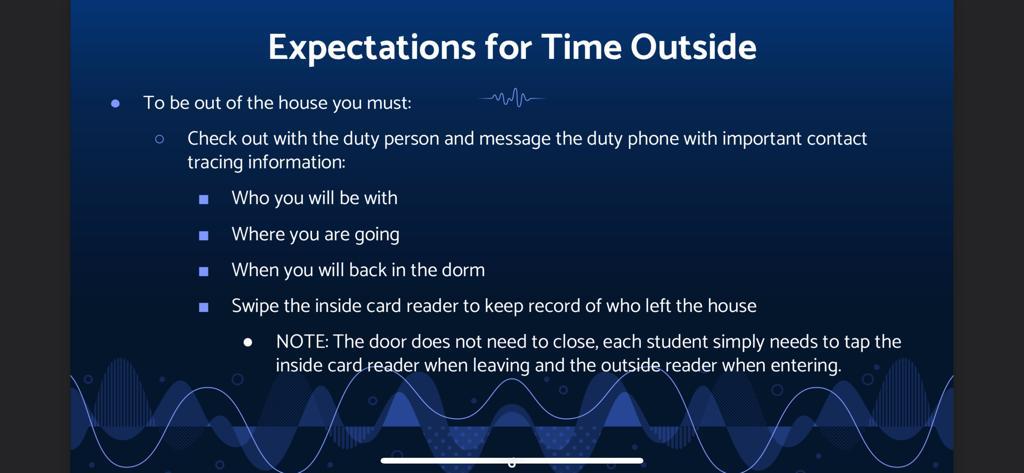 Expectations for Time Outside
To be out of the house you must:
Check out with the duty person and message the duty phone with important contact
tracing information:
Who you will be with
Where you are going
When you will back in the dorm
Swipe the inside card reader to keep record of who left the house
NOTE: The door does not need to close, each student simply needs to tap the
inside card reader when leaving and the outside reader when entering.